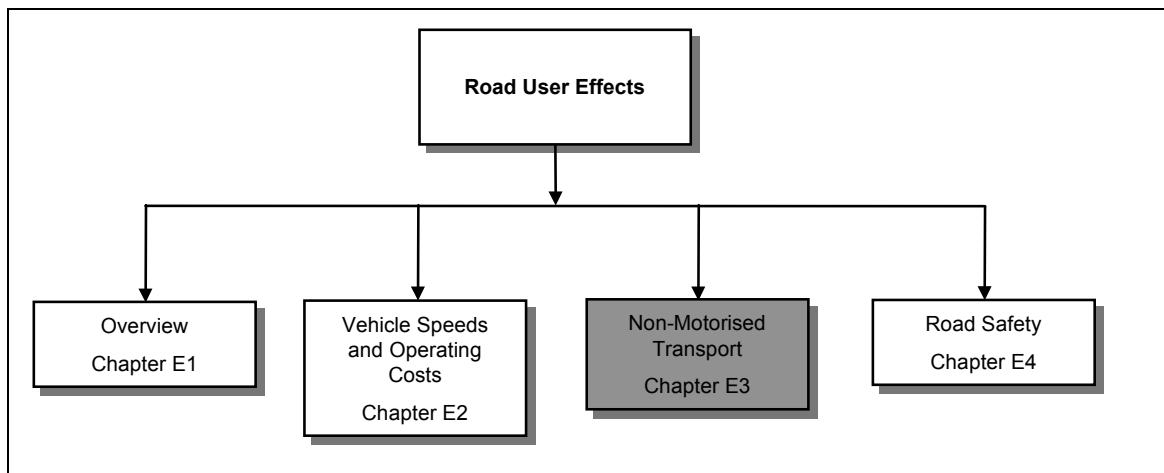 Road User Effects
Overview
Chapter E1
Vehicle Speeds
and Operating
Costs
Chapter E2
Non-Motorised
Transport
Chapter E3
Road Safety
Chapter E4